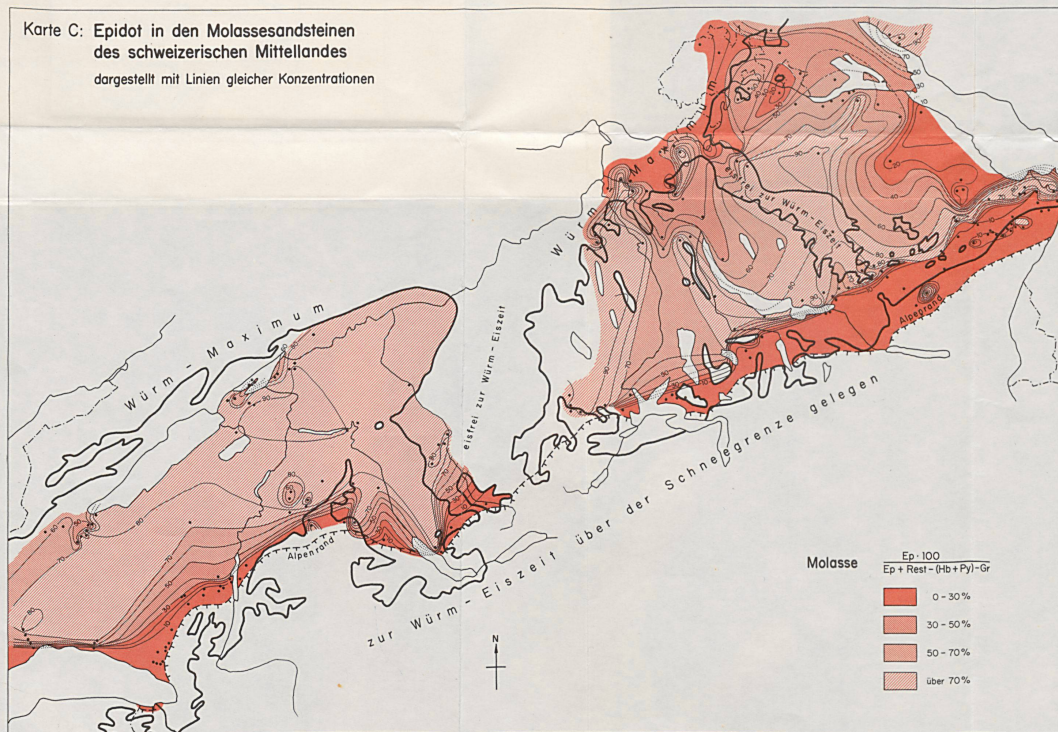 Karte C: Epidot in den Molassesandsteinen
des schweizerischen Mittellandes
dargestellt mit Linien gleicher Konzentrationen
Würm - Maximum
Würm Maximum
eisfrei zur Würm-Eiszeit
eisfrei zur Würm-Eiszeit
Alpenrand
Alpenrand
zur Würm-Eiszeit über der Schneegrenze gelegen
N
Molasse
Ep · 100
Ep + Rest - (Hb + Py) - Gr
0 - 30 %
30 - 50 %
50 - 70 %
über 70 %